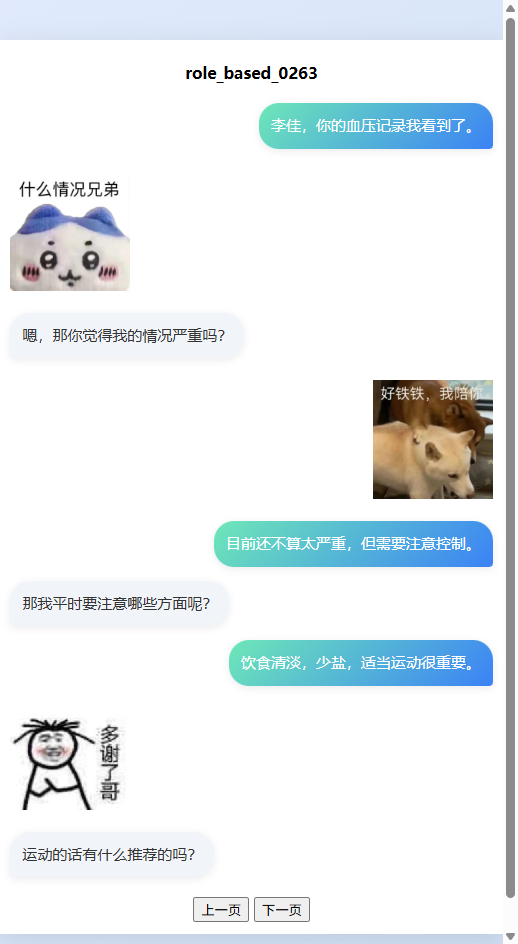 role_based_0263
李佳，你的血压记录我看到了。
什么情况兄弟
嗯，那你觉得我的情况严重吗？
好铁铁，我陪你
目前还不算太严重，但需要注意控制。
那我平时要注意哪些方面呢？
饮食清淡，少盐，适当运动很重要。
多谢了哥
运动的话有什么推荐的吗？
上一页 下一页